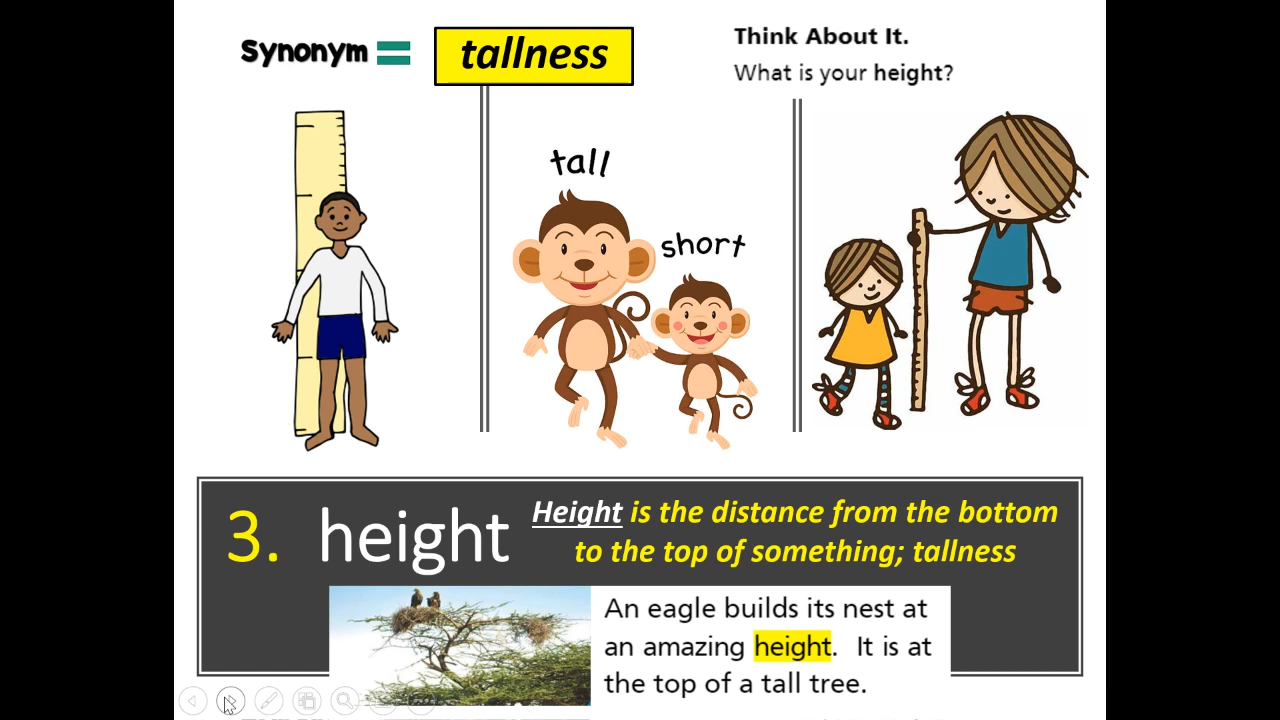 Synonym =
tallness
Think About It.
What is your height?
tall
short
3. height
Height is the distance from the bottom
to the top of something; tallness
An eagle builds its nest at
an amazing height. It is at
the top of a tall tree.